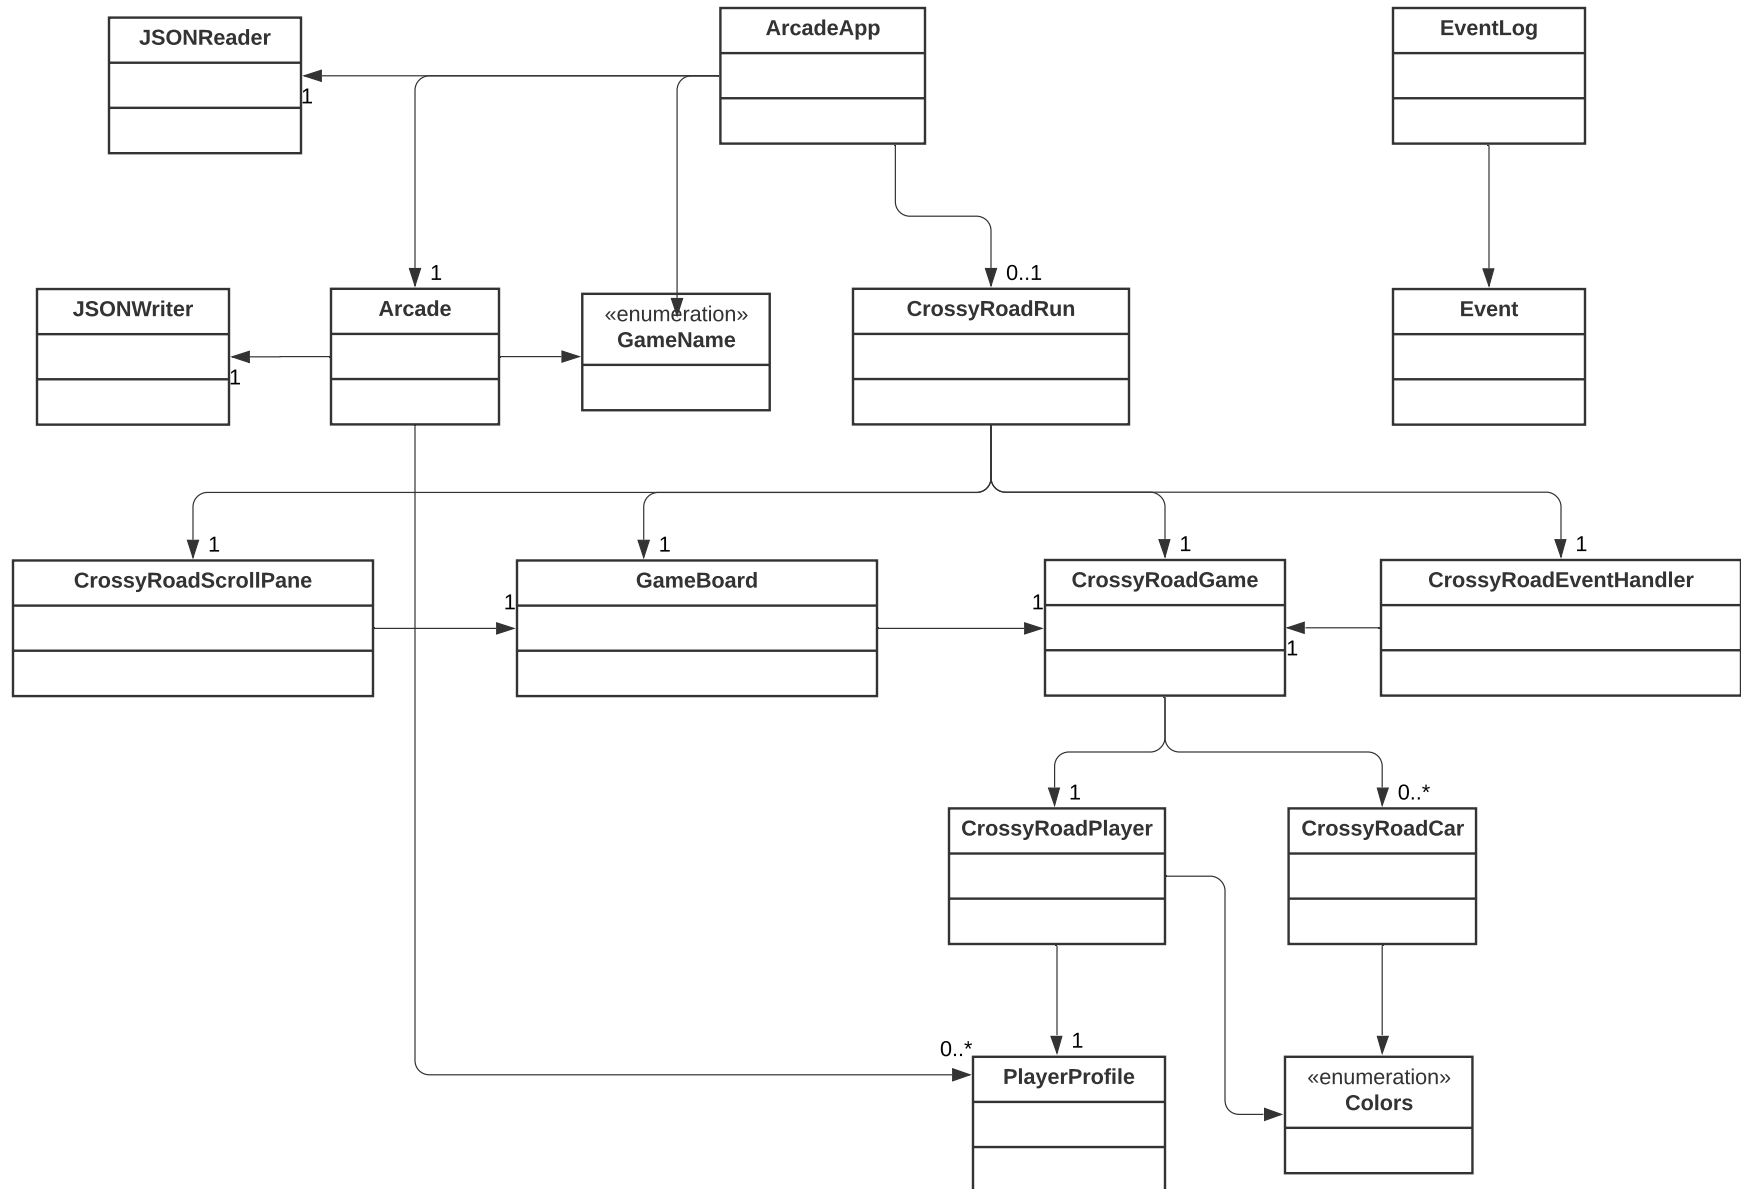 JSONReader
ArcadeApp
EventLog
1
1
0..1
JSONWriter
Arcade
«enumeration»
GameName
CrossyRoadRun
Event
1
1
1
1
1
CrossyRoadScrollPane
GameBoard
CrossyRoadGame
CrossyRoadEventHandler
1
1
1
1
0..*
CrossyRoadPlayer
CrossyRoadCar
0..*
1
PlayerProfile
«enumeration»
Colors